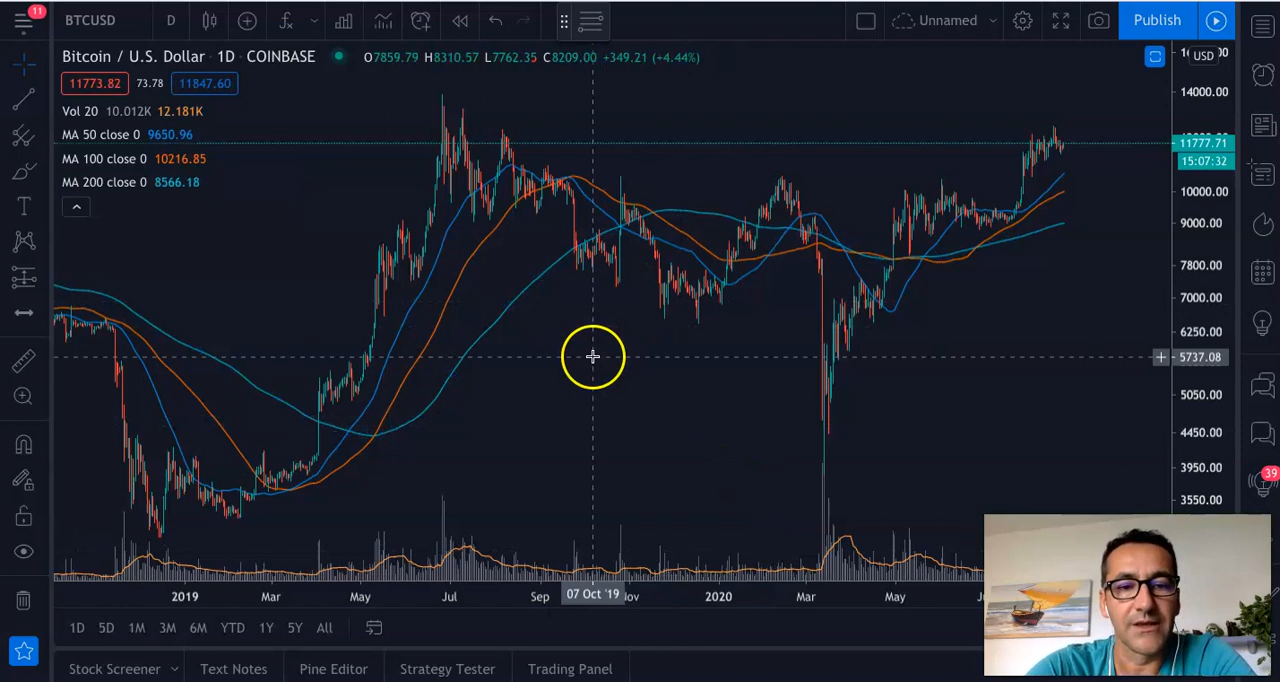 11
BTCUSD D Unnamed Publish
Bitcoin / U.S. Dollar · 1D · COINBASE O7859.79 H8310.57 L7762.35 C8209.00 +349.21 (+4.44%)
USD
11773.82 73.78 11847.60
14000.00
Vol 20 10.012K 12.181K
MA 50 close 0 9650.96
11777.71
15:07:32
MA 100 close 0 10216.85
MA 200 close 0 8566.18
10000.00
9000.00
7800.00
7000.00
6250.00
5737.08
5050.00
4450.00
3950.00
39
3550.00
2019 Mar May Jul Sep 07 Oct '19 2020 Mar May
1D 5D 1M 3M 6M YTD 1Y 5Y All
Stock Screener Text Notes Pine Editor Strategy Tester Trading Panel